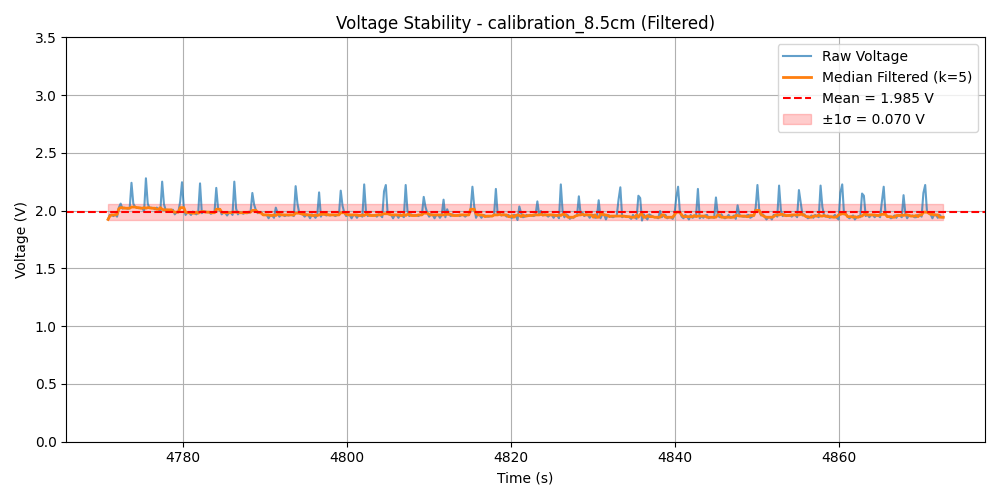 Voltage Stability - calibration_8.5cm (Filtered)
Raw Voltage
Median Filtered (k=5)
Mean = 1.985 V
±1σ = 0.070 V
Voltage (V)
3.5
3.0
2.5
2.0
1.5
1.0
0.5
0.0
4780 4800 4820 4840 4860
Time (s)